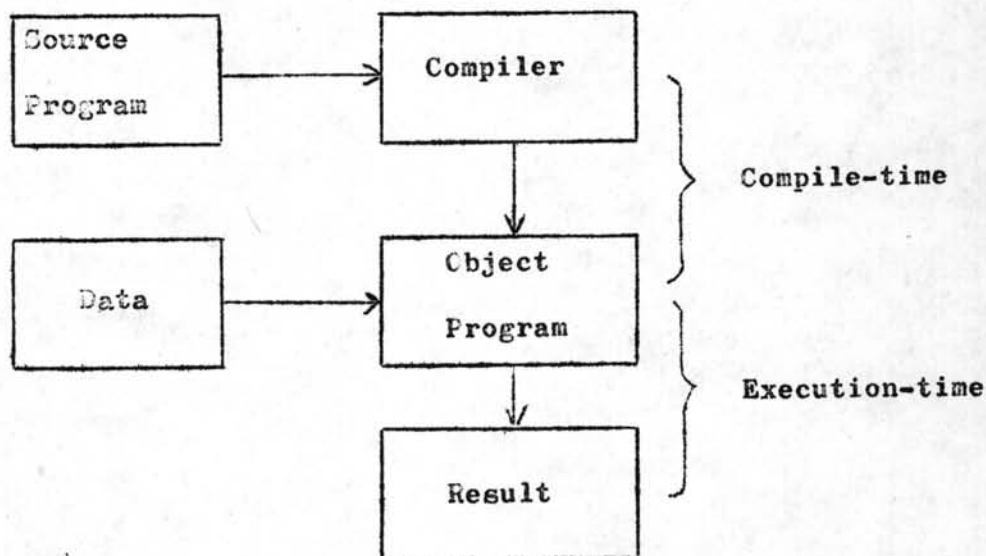 Source
Program
Compiler
Compile-time
Data
Object
Program
Execution-time
Result